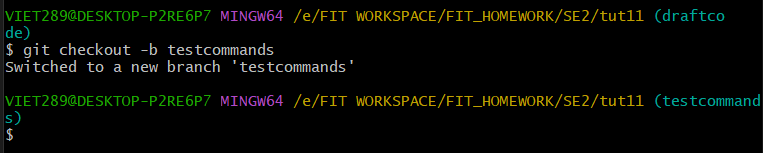 VIET289@DESKTOP-P2RE6P7 MINGW64 /e/FIT WORKSPACE/FIT_HOMEWORK/SE2/tut11 (draftco
de)
$ git checkout -b testcommands
Switched to a new branch 'testcommands'
VIET289@DESKTOP-P2RE6P7 MINGW64 /e/FIT WORKSPACE/FIT_HOMEWORK/SE2/tut11 (testcommand
s)
$